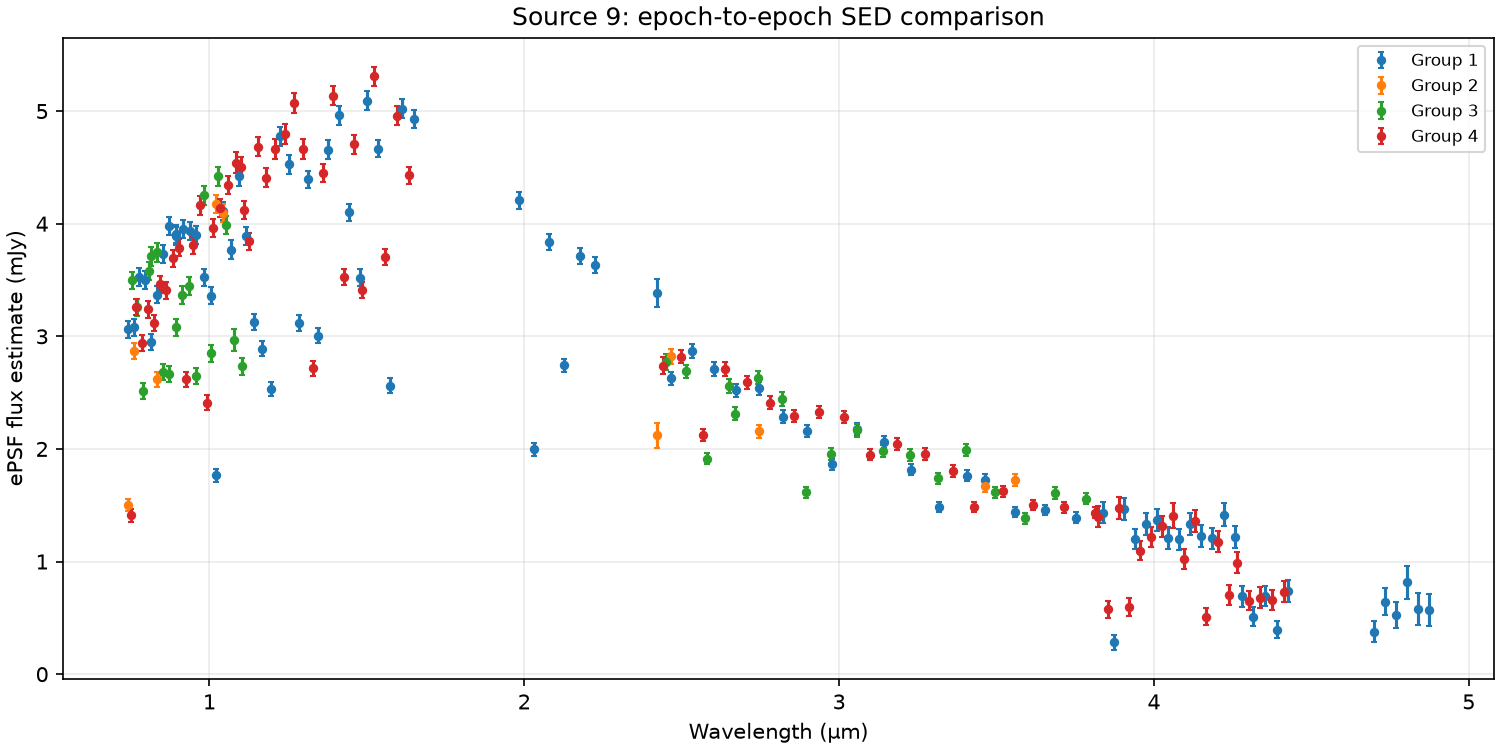 Source 9: epoch-to-epoch SED comparison
ePSF flux estimate (mJy)
5
4
3
2
1
0
Group 1
Group 2
Group 3
Group 4
1 2 3 4 5
Wavelength (μm)